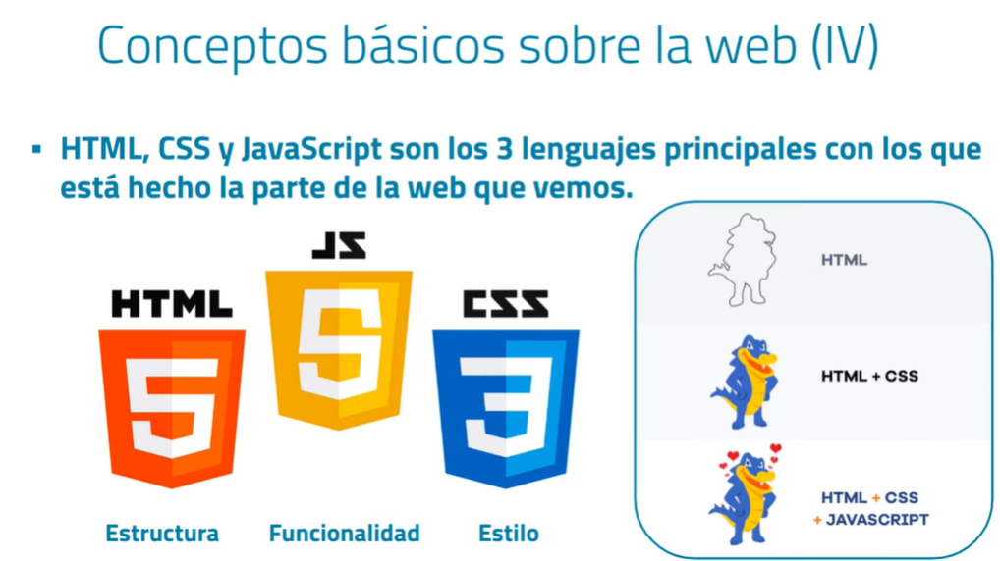 Conceptos básicos sobre la web (IV)
▪ HTML, CSS y JavaScript son los 3 lenguajes principales con los que
está hecho la parte de la web que vemos.
HTML
5
JS
5
CSS
3
Estructura
Funcionalidad
Estilo
HTML
HTML + CSS
HTML + CSS
+ JAVASCRIPT